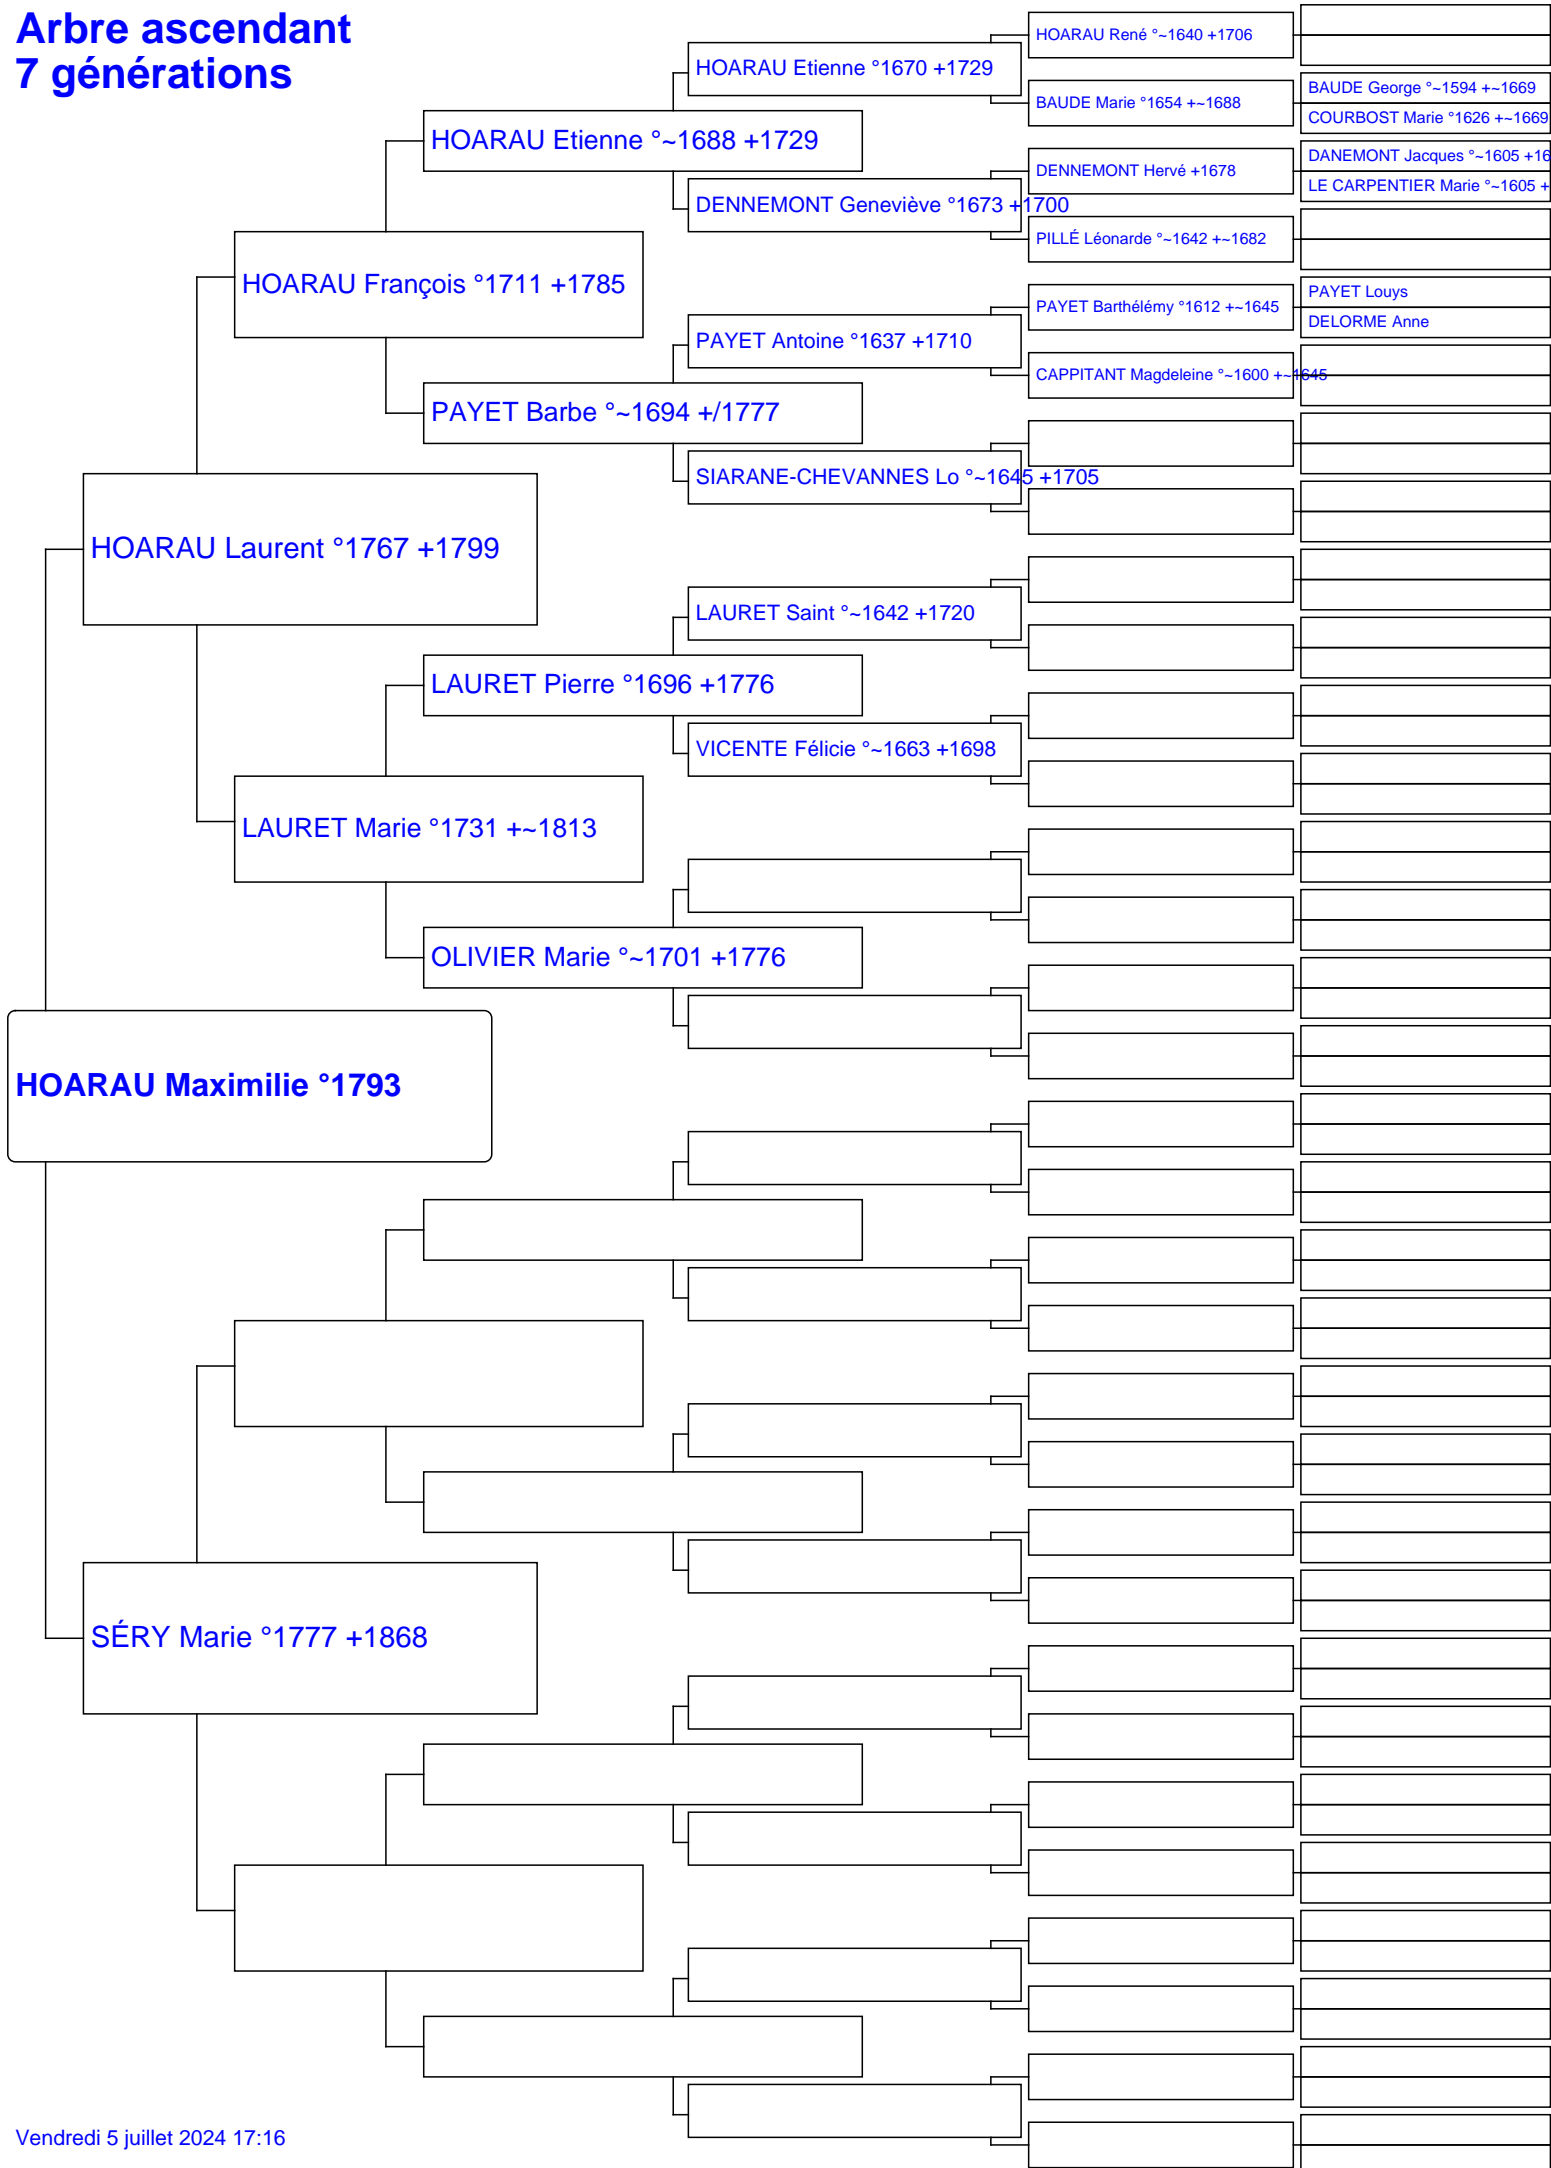 Arbre ascendant
7 générations
HOARAU René °~1640 +1706
HOARAU Etienne °1670 +1729
BAUDE George °~1594 +~1669
BAUDE Marie °1654 +~1688
COURBOST Marie °1626 +~1669
HOARAU Etienne °~1688 +1729
DANEMONT Jacques °~1605 +16
DENNEMONT Hervé +1678
LE CARPENTIER Marie °~1605 +
DENNEMONT Geneviève °1673 +1700
PILLÉ Léonarde °~1642 +~1682
HOARAU François °1711 +1785
PAYET Louys
PAYET Barthélémy °1612 +~1645
DELORME Anne
PAYET Antoine °1637 +1710
CAPPITANT Magdeleine °~1600 +~1645
PAYET Barbe °~1694 +/1777
SIARANE-CHEVANNES Lo °~1645 +1705
HOARAU Laurent °1767 +1799
LAURET Saint °~1642 +1720
LAURET Pierre °1696 +1776
VICENTE Félicie °~1663 +1698
LAURET Marie °1731 +~1813
OLIVIER Marie °~1701 +1776
HOARAU Maximilie °1793
SÉRY Marie °1777 +1868
Vendredi 5 juillet 2024 17:16